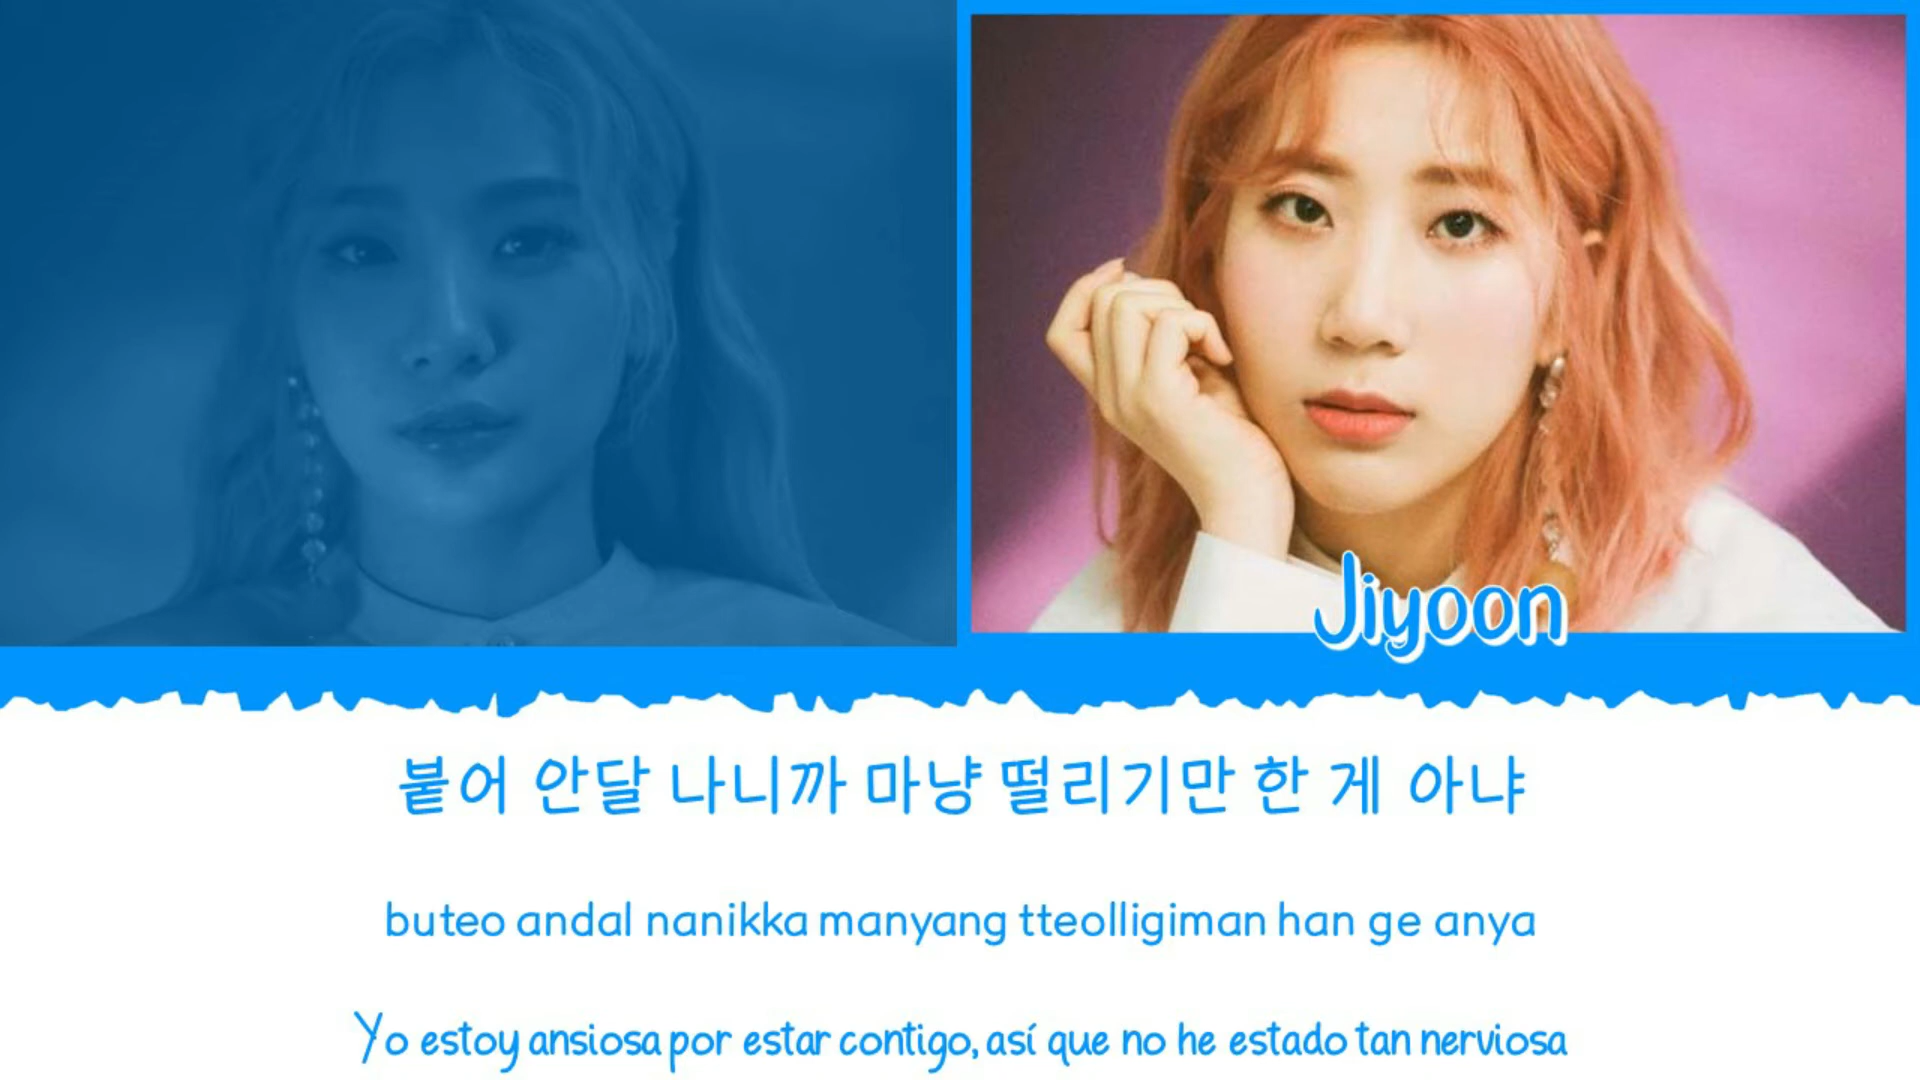 Jiyoon
붙어 안달 나니까 마냥 떨리기만 한 게 아냐
buteo andal nanikka manyang tteolligiman han ge anya
Yo estoy ansiosa por estar contigo, así que no he estado tan nerviosa